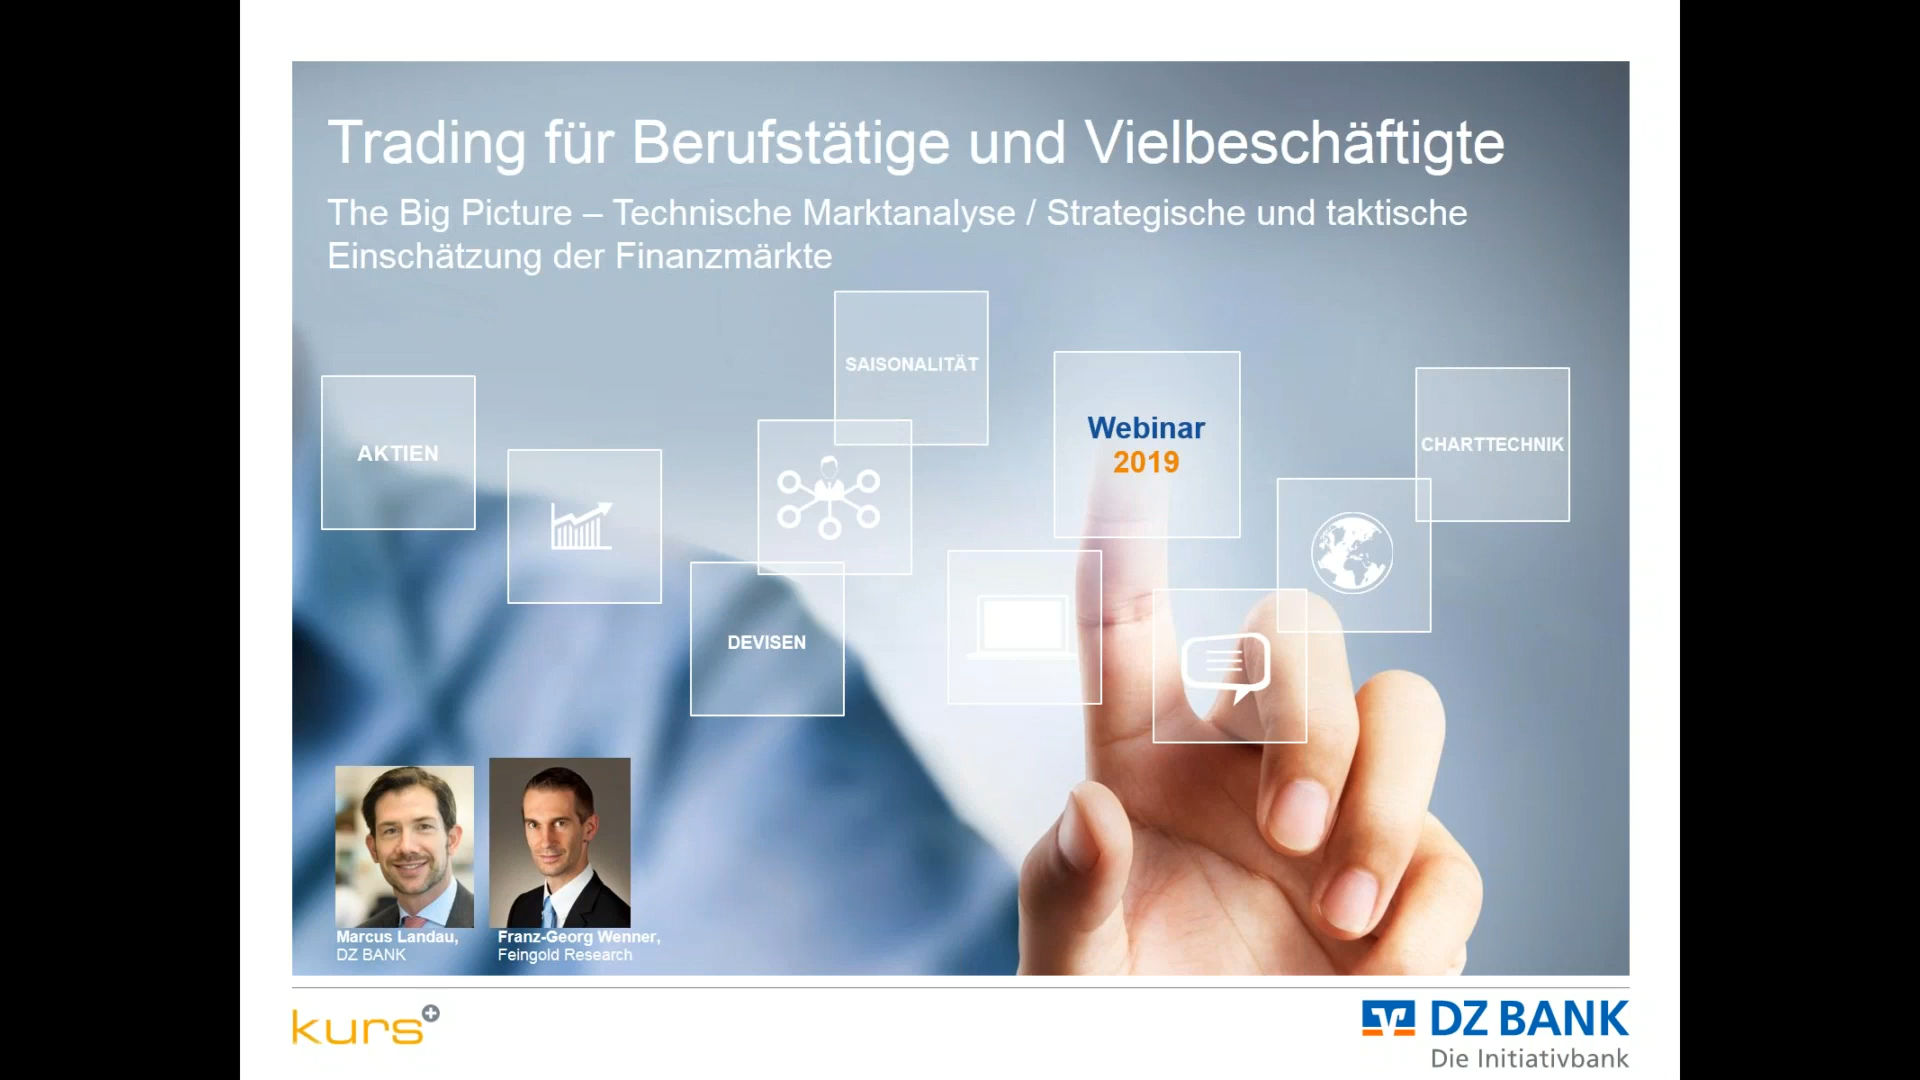 Trading für Berufstätige und Vielbeschäftigte
The Big Picture – Technische Marktanalyse / Strategische und taktische
Einschätzung der Finanzmärkte
SAISONALITÄT
AKTIEN
Webinar
2019
CHARTTECHNIK
DEVISEN
Marcus Landau,
DZ BANK
Franz-Georg Wenner,
Feingold Research
kurs+
DZ BANK
Die Initiativbank